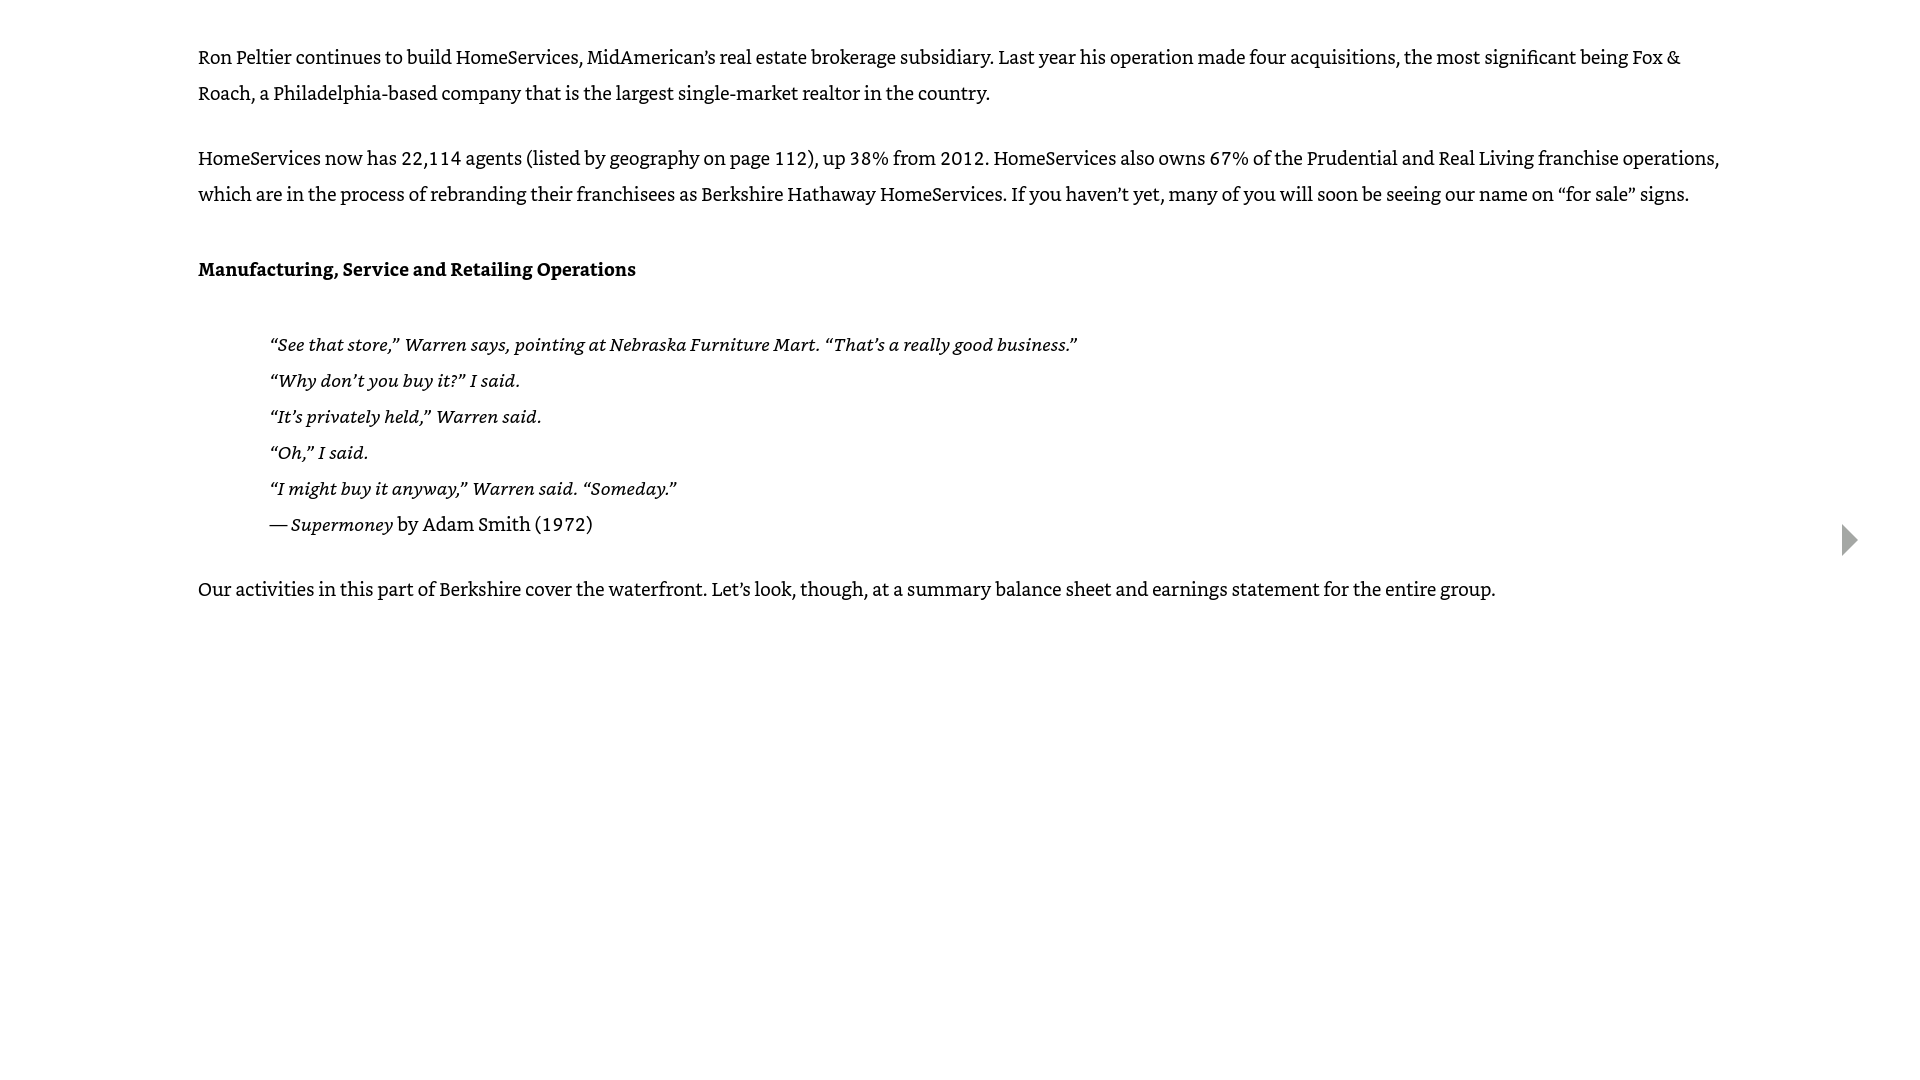 Ron Peltier continues to build HomeServices, MidAmerican’s real estate brokerage subsidiary. Last year his operation made four acquisitions, the most significant being Fox &
Roach, a Philadelphia-based company that is the largest single-market realtor in the country.
HomeServices now has 22,114 agents (listed by geography on page 112), up 38% from 2012. HomeServices also owns 67% of the Prudential and Real Living franchise operations,
which are in the process of rebranding their franchisees as Berkshire Hathaway HomeServices. If you haven’t yet, many of you will soon be seeing our name on “for sale” signs.
Manufacturing, Service and Retailing Operations
“See that store,” Warren says, pointing at Nebraska Furniture Mart. “That’s a really good business.”
“Why don’t you buy it?” I said.
“It’s privately held,” Warren said.
“Oh,” I said.
“I might buy it anyway,” Warren said. “Someday.”
— Supermoney by Adam Smith (1972)
Our activities in this part of Berkshire cover the waterfront. Let’s look, though, at a summary balance sheet and earnings statement for the entire group.